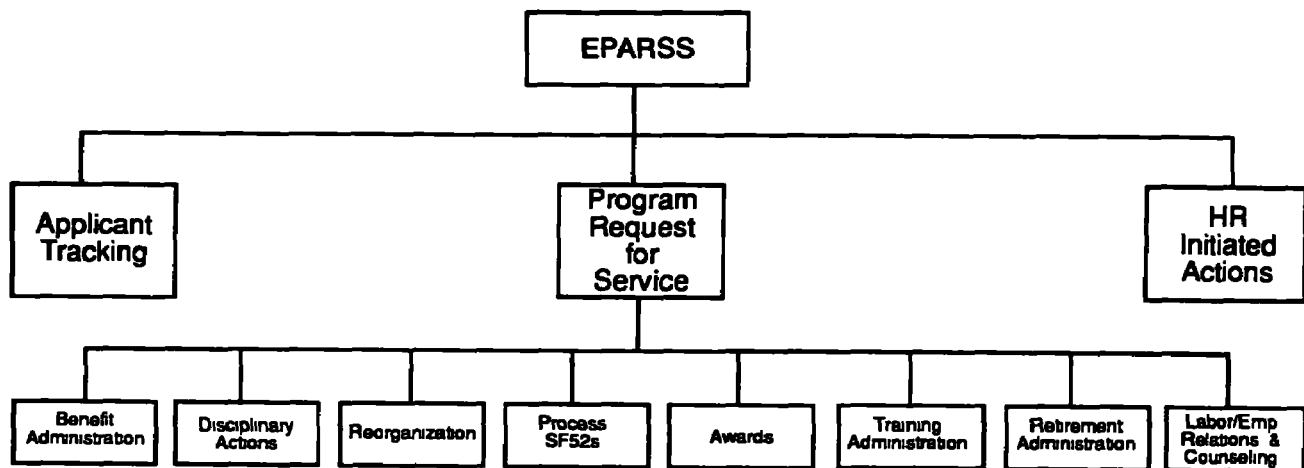 EPARSS
Applicant
Tracking
Program
Request
for
Service
HR
Initiated
Actions
Benefit
Administration
Disciplinary
Actions
Reorganization
Process
SF52s
Awards
Training
Administration
Retirement
Administration
Labor/Emp
Relations &
Counseling